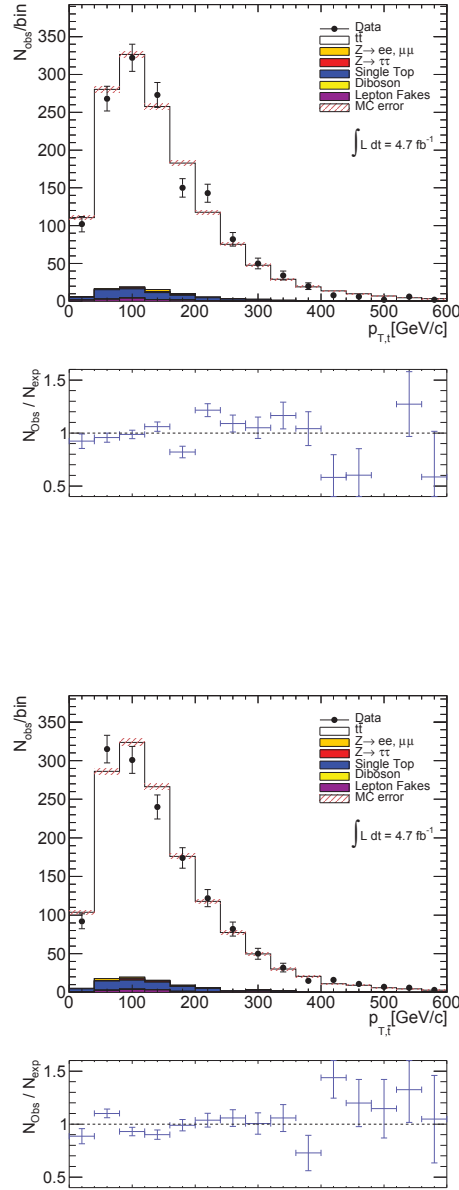 N_obs/bin
350
300
250
200
150
100
50
0
Data
tt̄
Z→ ee, μμ
Z→ ττ
Single Top
Diboson
Lepton Fakes
MC error
∫ L dt = 4.7 fb⁻¹
0 100 200 300 400 500 600
p_T,t[GeV/c]
N_Obs / N_exp
1.5
1
0.5
N_obs/bin
350
300
250
200
150
100
50
0
Data
tt̄
Z→ ee, μμ
Z→ ττ
Single Top
Diboson
Lepton Fakes
MC error
∫ L dt = 4.7 fb⁻¹
0 100 200 300 400 500 600
p_T,t̄[GeV/c]
N_Obs / N_exp
1.5
1
0.5